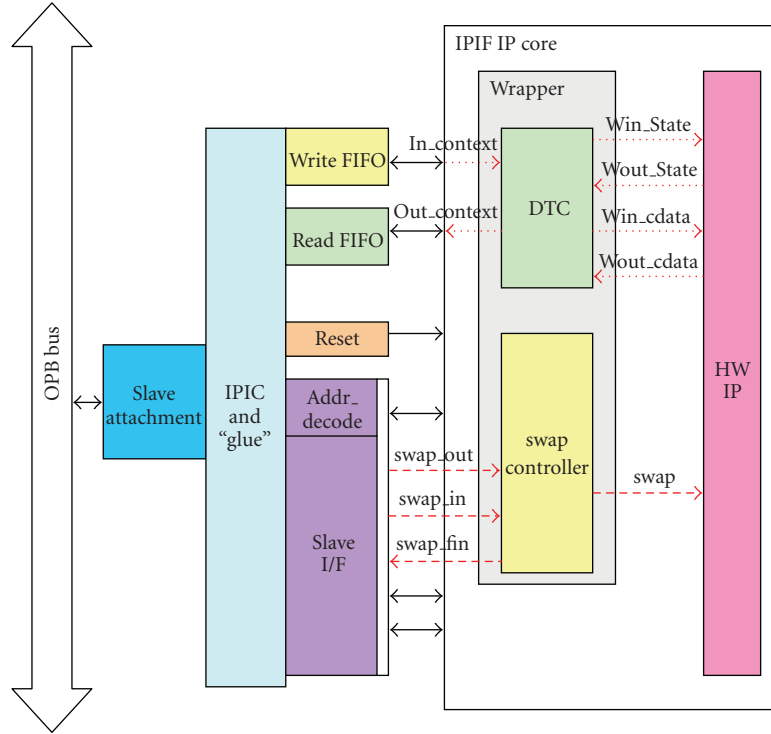 IPIF IP core
Wrapper
Write FIFO
In_context
Win_State
Wout_State
DTC
Read FIFO
Out_context
Win_cdata
Wout_cdata
OPB bus
Reset
Slave
attachment
IPIC
and
“glue”
Addr_
decode
HW
IP
swap_out
swap
controller
swap_in
swap
Slave
I/F
swap_fin